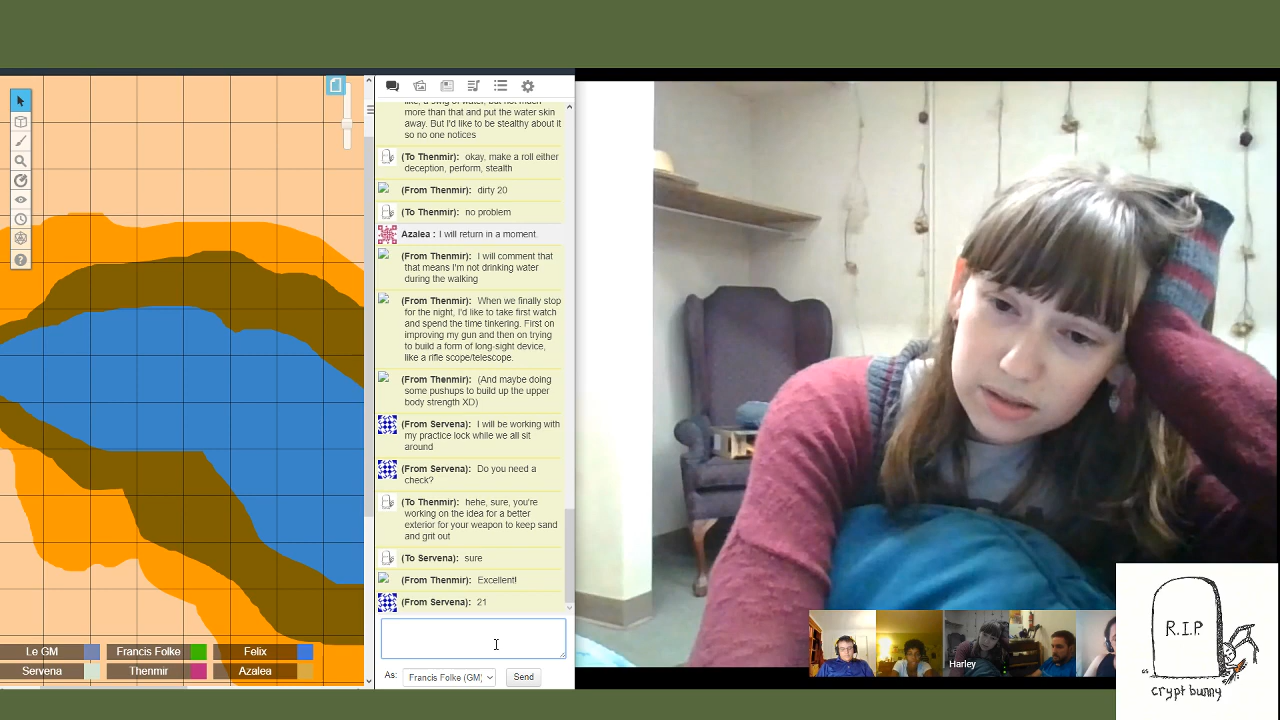 like, a swig of water, but not much
more than that and put the water skin
away. But I'd like to be stealthy about it
so no one notices
(To Thenmir): okay, make a roll either
deception, perform, stealth
(From Thenmir): dirty 20
(To Thenmir): no problem
Azalea : I will return in a moment
(From Thenmir): I will comment that
that means I'm not drinking water
during the walking
(From Thenmir): When we finally stop
for the night, I'd like to take first watch
and spend the time tinkering. First on
improving my gun and then on trying
to build a form of long-sight device,
like a rifle scope/telescope.
(From Thenmir): (And maybe doing
some pushups to build up the upper
body strength XD)
(From Servena): I will be working with
my practice lock while we all sit
around
(From Servena): Do you need a
check?
(To Thenmir): hehe, sure, you're
working on the idea for a better
exterior for your weapon to keep sand
and grit out
(To Servena): sure
(From Thenmir): Excellent!
(From Servena): 21
As: Francis Folke (GM) Send
Le GM Francis Folke Felix
Servena Thenmir Azalea
Harley
R.I.P.
crypt bunny